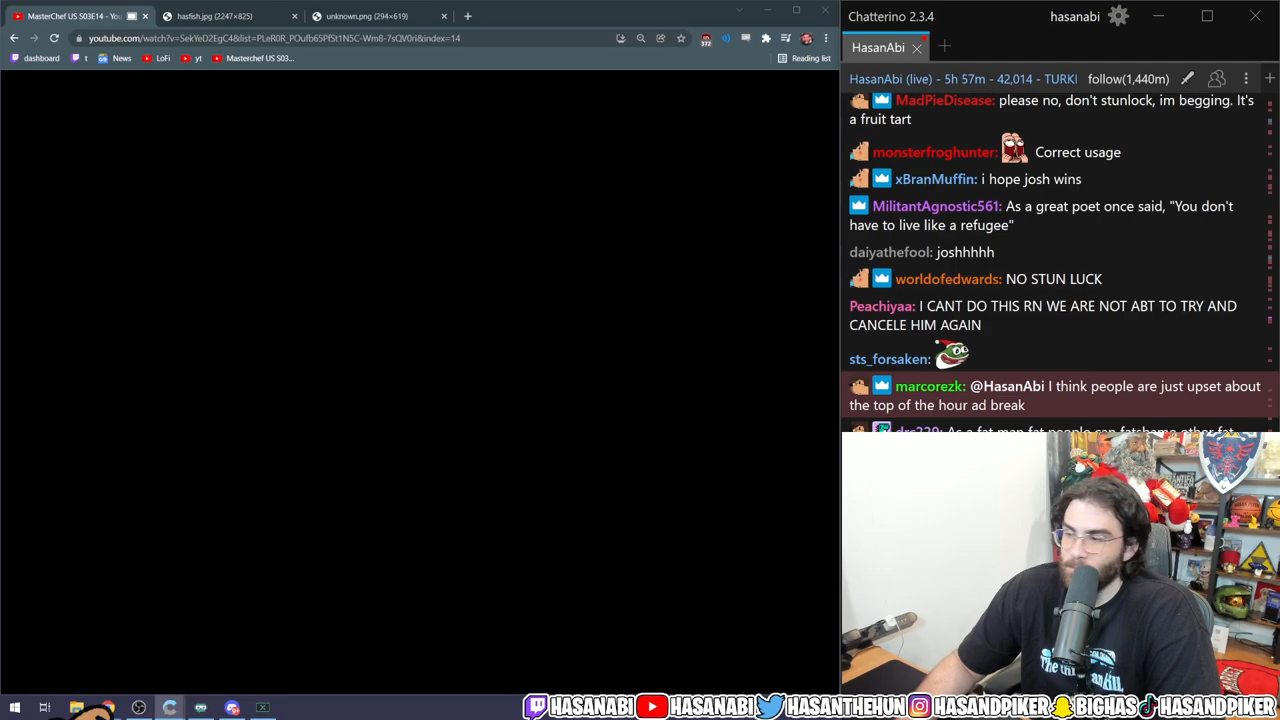 MasterChef US S03E14 - You
hasfish.jpg (2247×825)
unknown.png (294×619)
youtube.com/watch?v=SekYeD2EgC4&list=PLeR0R_POufb65PfSt1N5C-Wm8-7sQV0ri&index=14
372
dashboard
t
News
LoFi
yt
Masterchef US S03...
Reading list
Chatterino 2.3.4
hasanabi
HasanAbi
HasanAbi (live) - 5h 57m - 42,014 - TURKI
follow(1,440m)
MadPieDisease: please no, don't stunlock, im begging. It's
a fruit tart
monsterfroghunter: Correct usage
xBranMuffin: i hope josh wins
MilitantAgnostic561: As a great poet once said, "You don't
have to live like a refugee"
daiyathefool: joshhhhh
worldofedwards: NO STUN LUCK
Peachiyaa: I CANT DO THIS RN WE ARE NOT ABT TO TRY AND
CANCELE HIM AGAIN
sts_forsaken:
marcorezk: @HasanAbi I think people are just upset about
the top of the hour ad break
HASANABI
HASANABI
HASANTHEHUN
HASANDPIKER
BIGHAS
HASANDPIKER